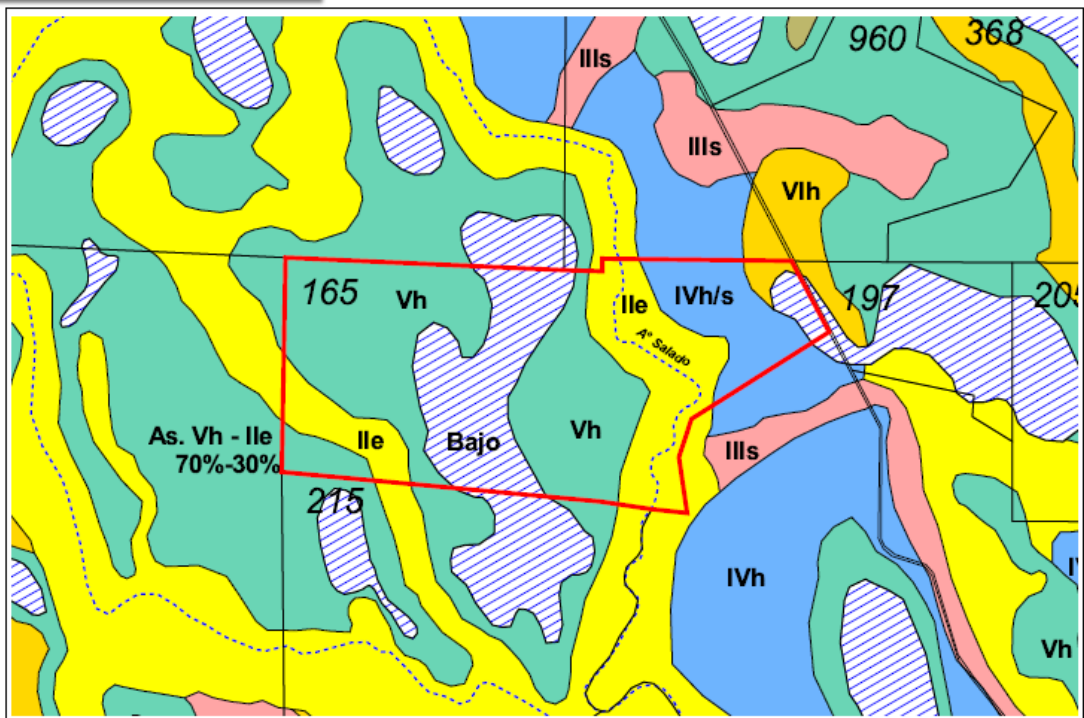 960
368
IIIs
IIIs
VIh
165
Vh
IIe
IVh/s
197
205
Aº Salado
As. Vh - IIe
70%-30%
IIe
Bajo
Vh
IIIs
215
IVh
Vh